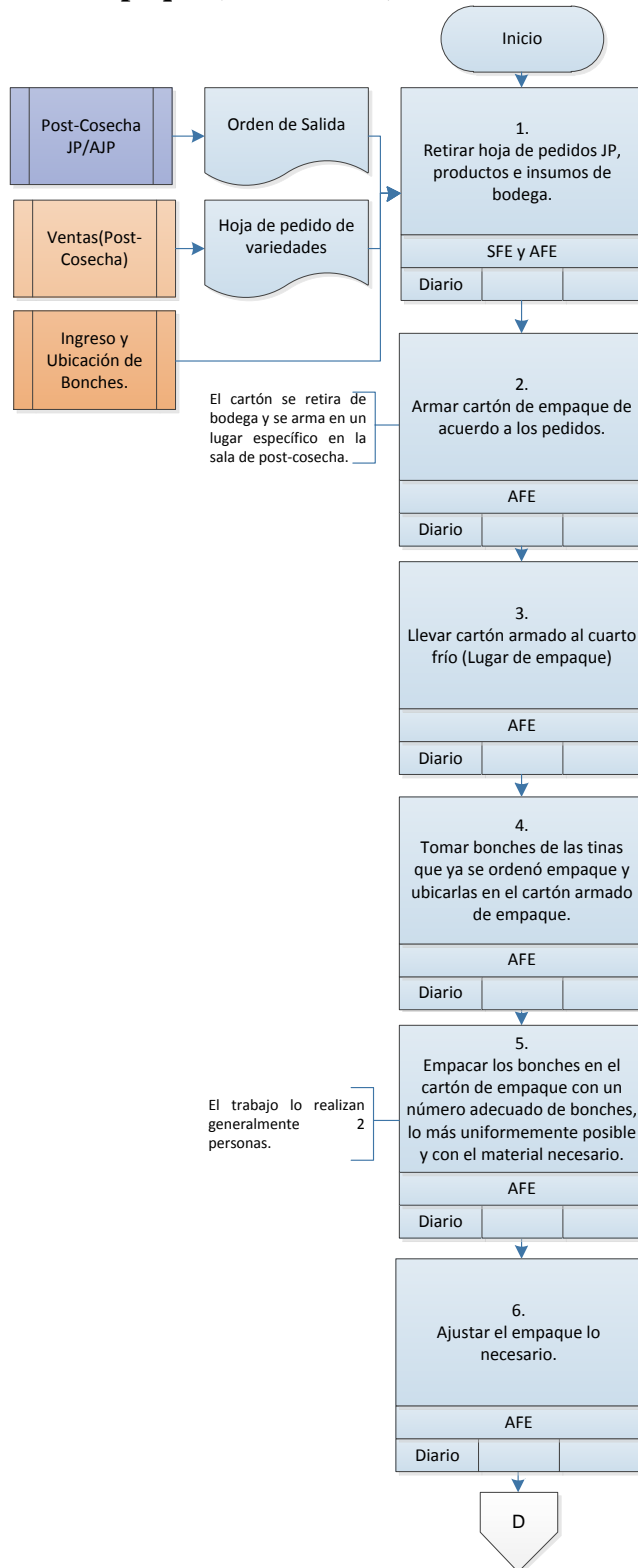 Inicio
Post-Cosecha
JP/AJP
Orden de Salida
1.
Retirar hoja de pedidos JP,
productos e insumos de
bodega.
Ventas(Post-
Cosecha)
Hoja de pedido de
variedades
SFE y AFE
Diario
Ingreso y
Ubicación de
Bonches.
El cartón se retira de
bodega y se arma en un
lugar específico en la
sala de post-cosecha.
2.
Armar cartón de empaque de
acuerdo a los pedidos.
AFE
Diario
3.
Llevar cartón armado al cuarto
frío (Lugar de empaque)
AFE
Diario
4.
Tomar bonches de las tinas
que ya se ordenó empaque y
ubicarlas en el cartón armado
de empaque.
AFE
Diario
El trabajo lo realizan
generalmente 2
personas.
5.
Empacar los bonches en el
cartón de empaque con un
número adecuado de bonches,
lo más uniformemente posible
y con el material necesario.
AFE
Diario
6.
Ajustar el empaque lo
necesario.
AFE
Diario
D